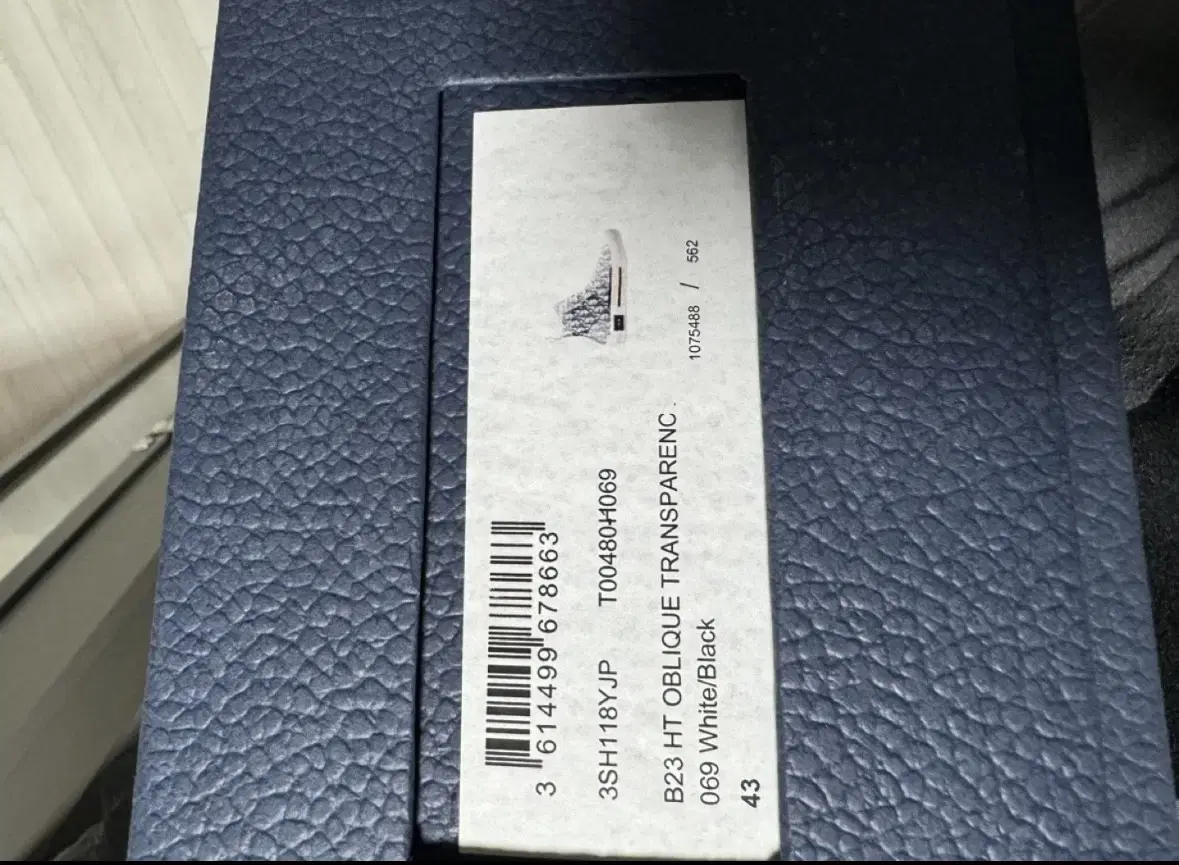 3 614499 678663
3SH118YJP T00480H069
B23 HT OBLIQUE TRANSPARENC .
069 White/Black
1075488 / 562
43